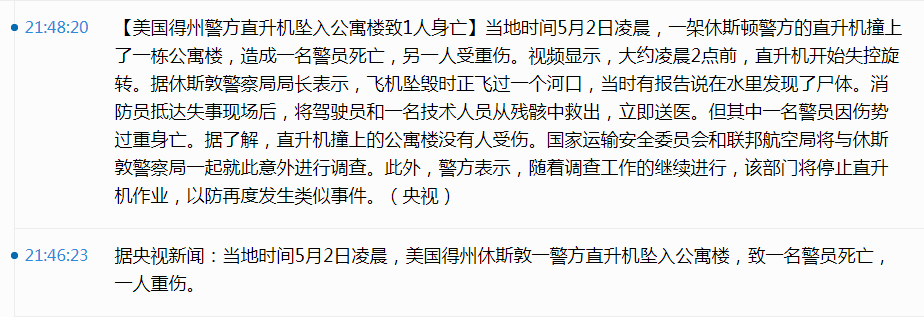 21:48:20 【美国得州警方直升机坠入公寓楼致1人身亡】当地时间5月2日凌晨，一架休斯顿警方的直升机撞上
了一栋公寓楼，造成一名警员死亡，另一人受重伤。视频显示，大约凌晨2点前，直升机开始失控旋
转。据休斯敦警察局局长表示，飞机坠毁时正飞过一个河口，当时有报告说在水里发现了尸体。消
防员抵达失事现场后，将驾驶员和一名技术人员从残骸中救出，立即送医。但其中一名警员因伤势
过重身亡。据了解，直升机撞上的公寓楼没有人受伤。国家运输安全委员会和联邦航空局将与休斯
敦警察局一起就此意外进行调查。此外，警方表示，随着调查工作的继续进行，该部门将停止直升
机作业，以防再度发生类似事件。（央视）
21:46:23 据央视新闻：当地时间5月2日凌晨，美国得州休斯敦一警方直升机坠入公寓楼，致一名警员死亡，
一人重伤。